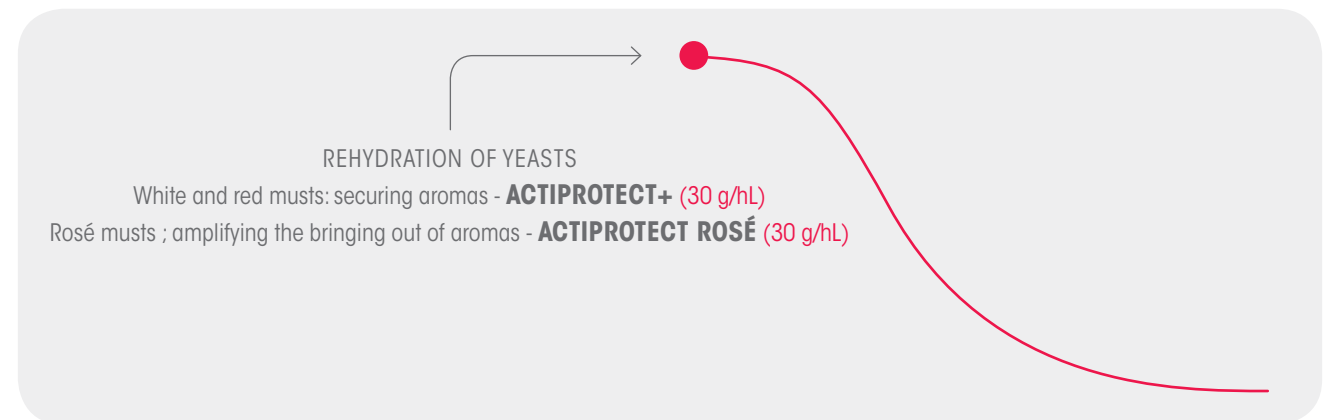 REHYDRATION OF YEASTS
White and red musts: securing aromas - ACTIPROTECT+ (30 g/hL)
Rosé musts ; amplifying the bringing out of aromas - ACTIPROTECT ROSÉ (30 g/hL)